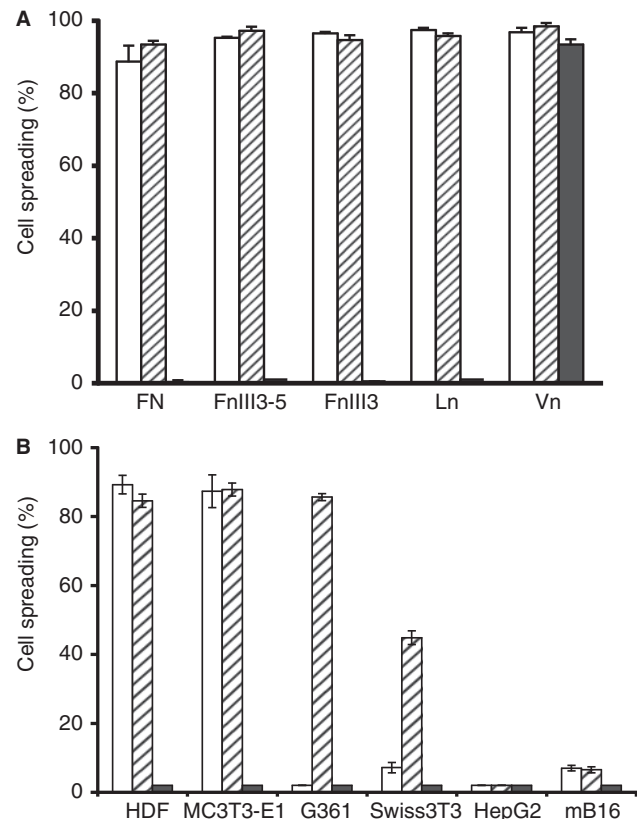 A
100
80
60
40
20
0
Cell spreading (%)
FN FnIII3-5 FnIII3 Ln Vn
B
100
80
60
40
20
0
Cell spreading (%)
HDF MC3T3-E1 G361 Swiss3T3 HepG2 mB16